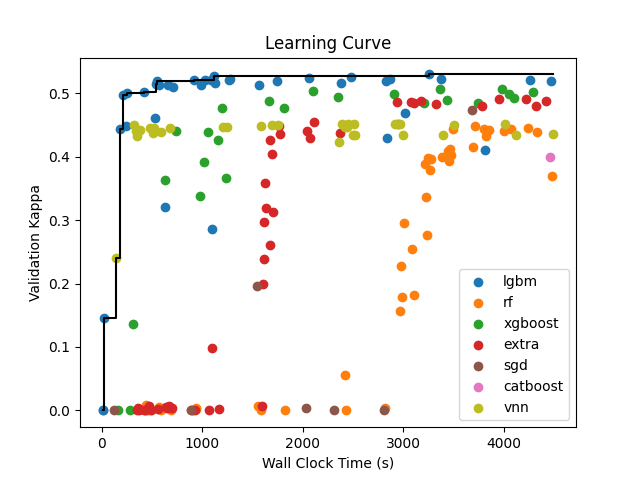 Learning Curve
Validation Kappa
0.5
0.4
0.3
0.2
0.1
0.0
lgbm
rf
xgboost
extra
sgd
catboost
vnn
0 1000 2000 3000 4000
Wall Clock Time (s)